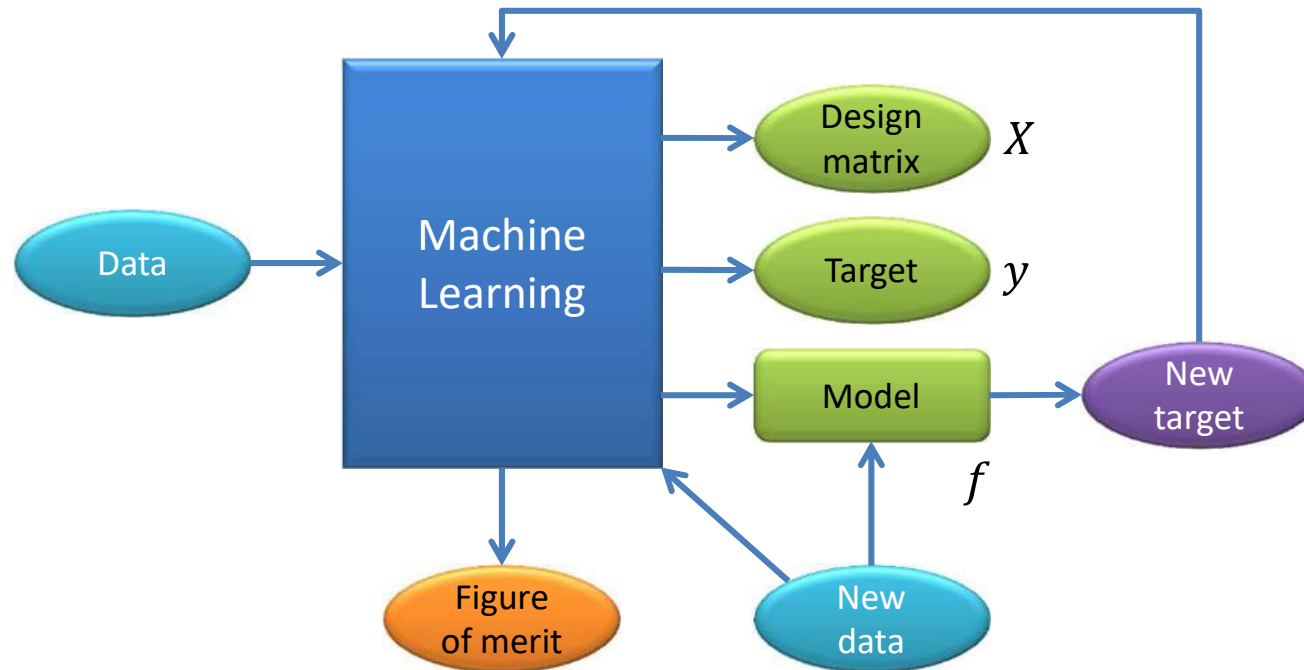 Design
matrix
X
Machine
Learning
Data
Target
y
Model
New
target
f
Figure
of merit
New
data